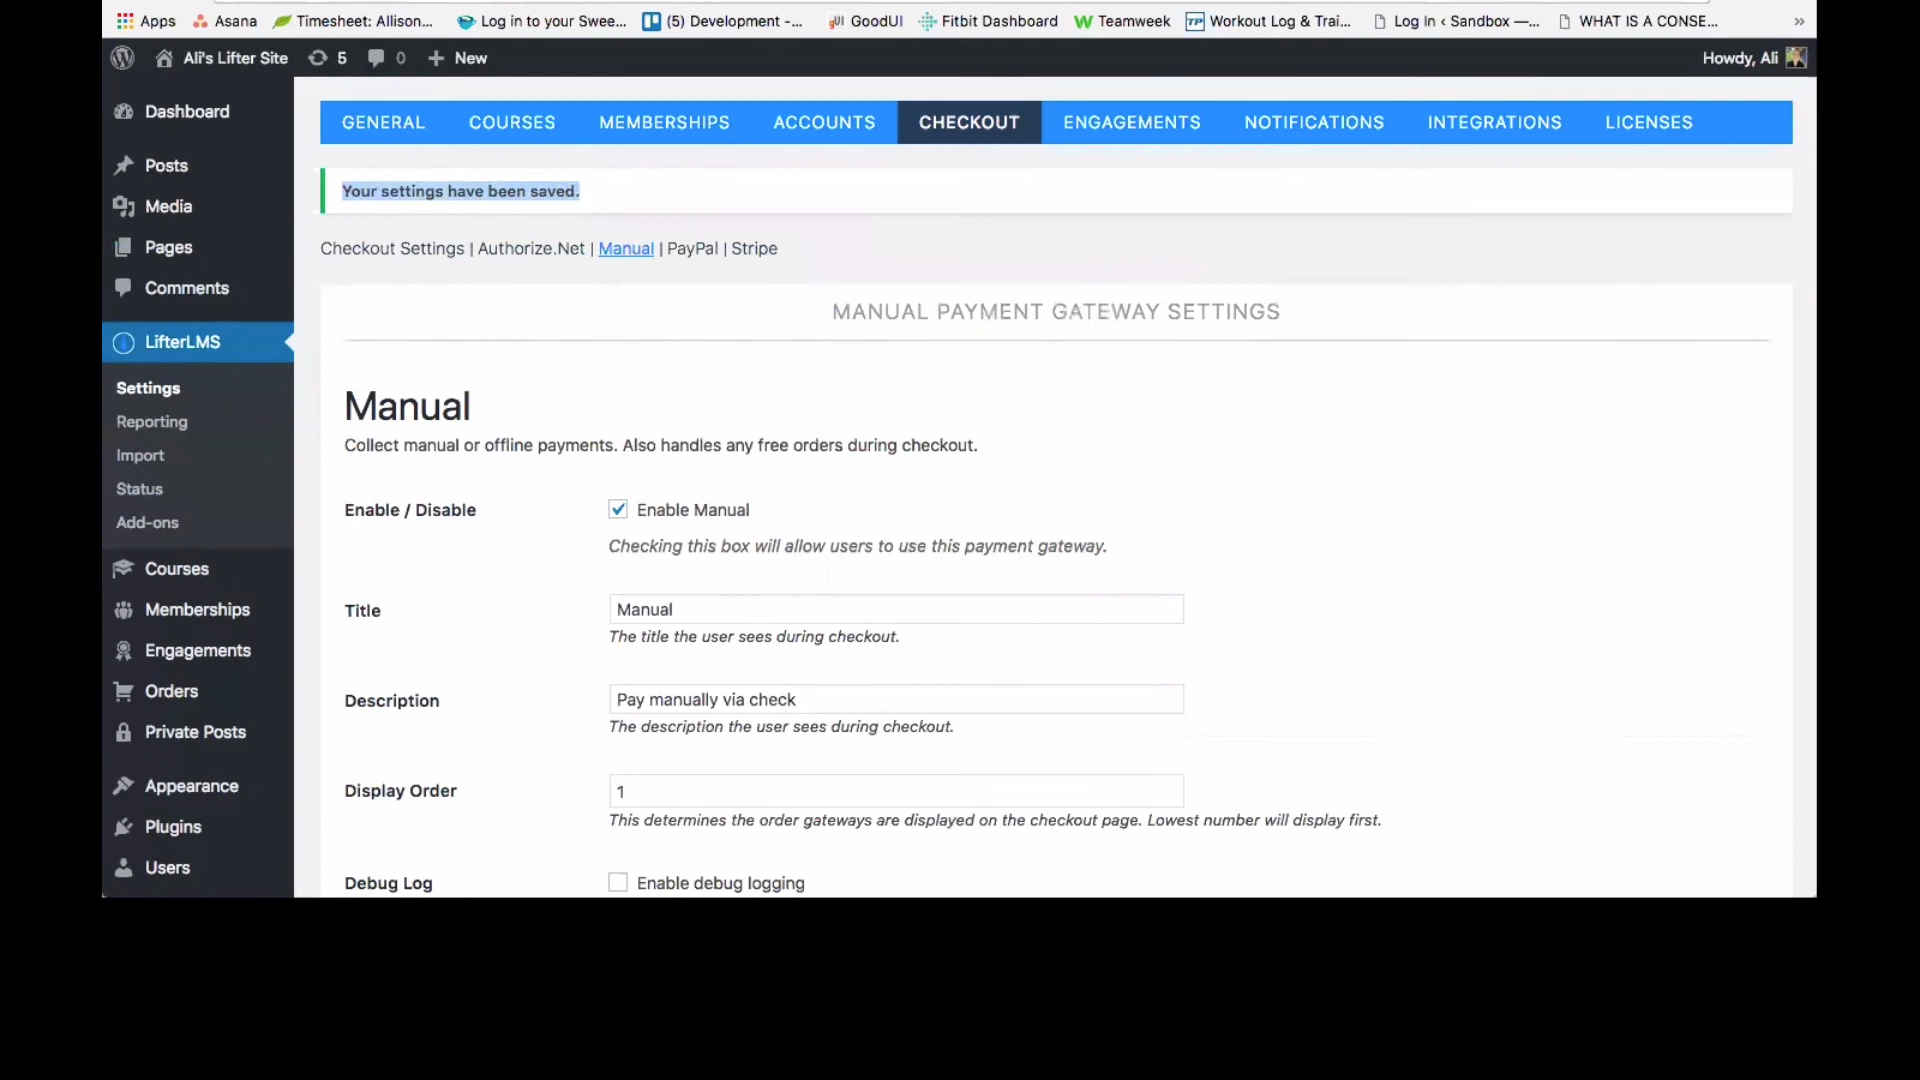 Apps Asana Timesheet: Allison... Log in to your Swee... (5) Development -... gUI GoodUI Fitbit Dashboard W Teamweek TP Workout Log & Trai... Log In ‹ Sandbox —... WHAT IS A CONSE... »
Ali's Lifter Site 5 0 + New Howdy, Ali
Dashboard
Posts
Media
Pages
Comments
LifterLMS
Settings
Reporting
Import
Status
Add-ons
Courses
Memberships
Engagements
Orders
Private Posts
Appearance
Plugins
Users
GENERAL COURSES MEMBERSHIPS ACCOUNTS CHECKOUT ENGAGEMENTS NOTIFICATIONS INTEGRATIONS LICENSES
Your settings have been saved.
Checkout Settings | Authorize.Net | Manual | PayPal | Stripe
MANUAL PAYMENT GATEWAY SETTINGS
Manual
Collect manual or offline payments. Also handles any free orders during checkout.
Enable / Disable Enable Manual
Checking this box will allow users to use this payment gateway.
Title Manual
The title the user sees during checkout.
Description Pay manually via check
The description the user sees during checkout.
Display Order 1
This determines the order gateways are displayed on the checkout page. Lowest number will display first.
Debug Log Enable debug logging